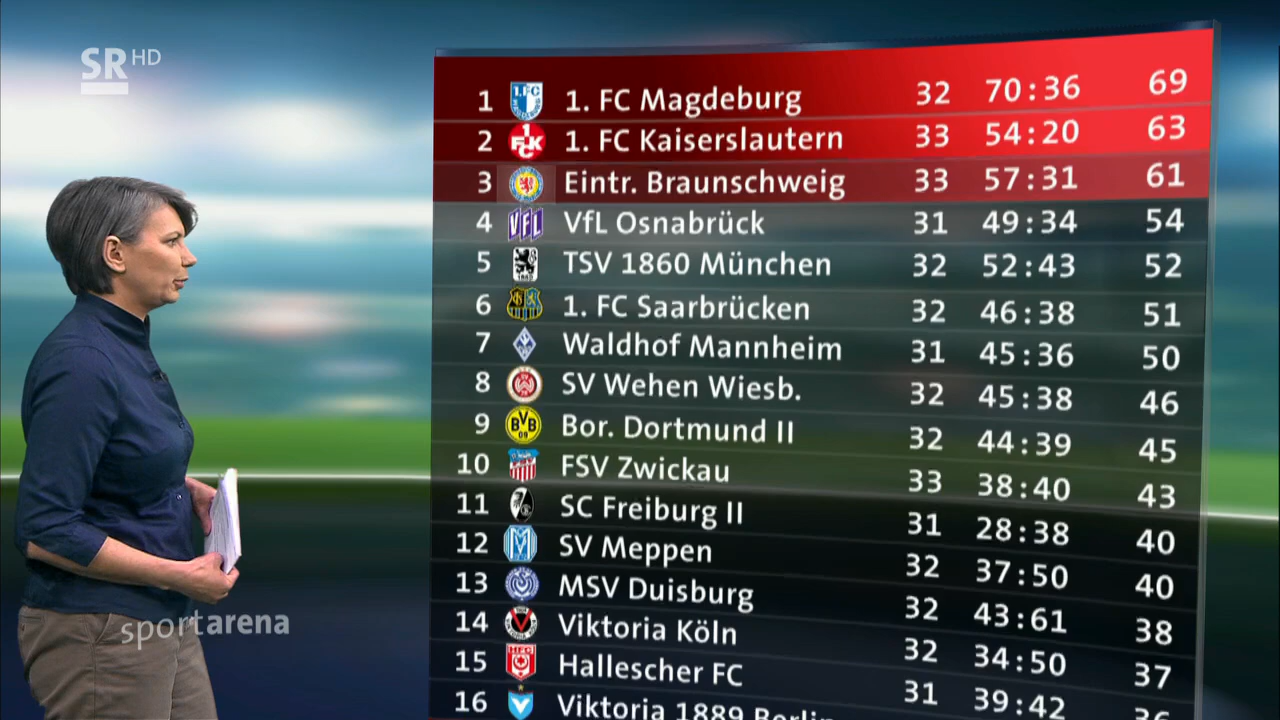 SR HD
1 1. FC Magdeburg 32 70:36 69
2 1. FC Kaiserslautern 33 54:20 63
3 Eintr. Braunschweig 33 57:31 61
4 VfL Osnabrück 31 49:34 54
5 TSV 1860 München 32 52:43 52
6 1. FC Saarbrücken 32 46:38 51
7 Waldhof Mannheim 31 45:36 50
8 SV Wehen Wiesb. 32 45:38 46
9 Bor. Dortmund II 32 44:39 45
10 FSV Zwickau 33 38:40 43
11 SC Freiburg II 31 28:38 40
12 SV Meppen 32 37:50 40
13 MSV Duisburg 32 43:61 38
14 Viktoria Köln 32 34:50 37
15 Hallescher FC 31 39:42 36
16 Viktoria 1889 Berlin
sportarena